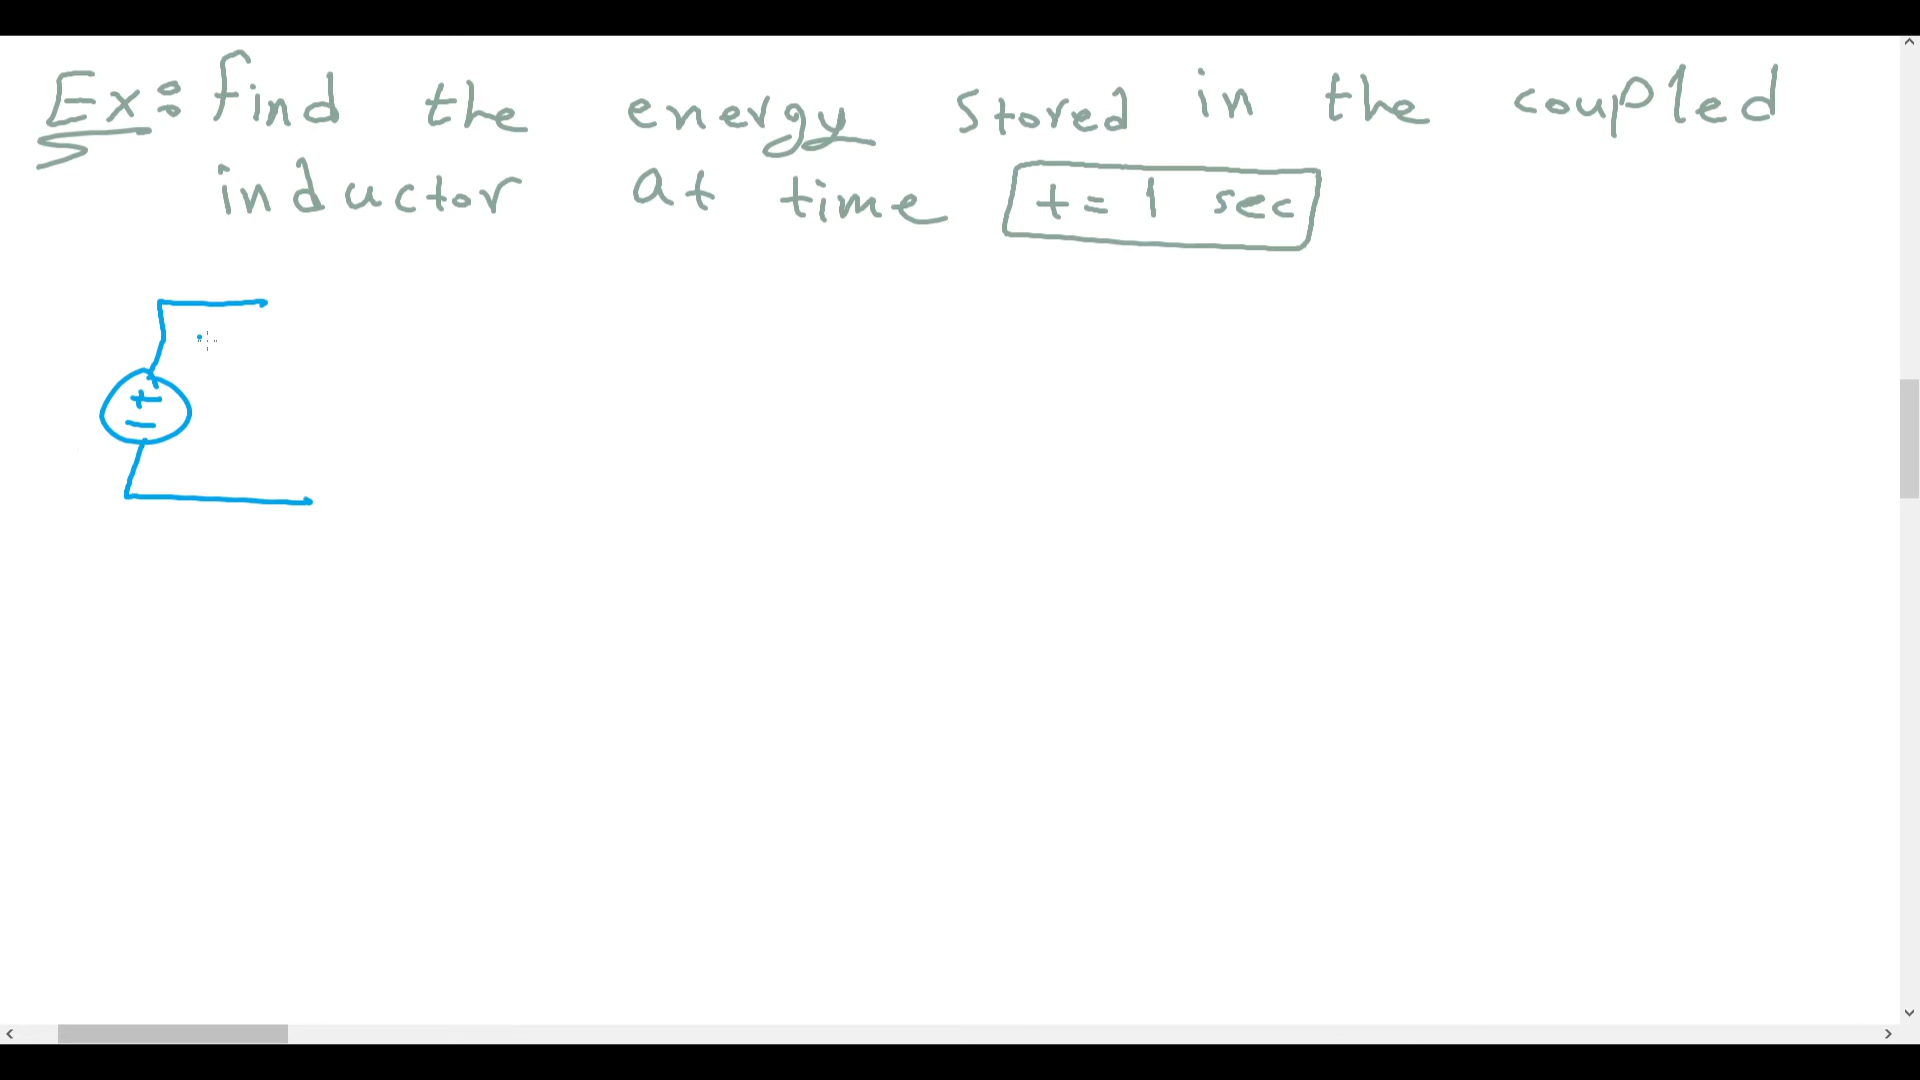 Ex: find the energy stored in the coupled
inductor at time t = 1 sec
+
−